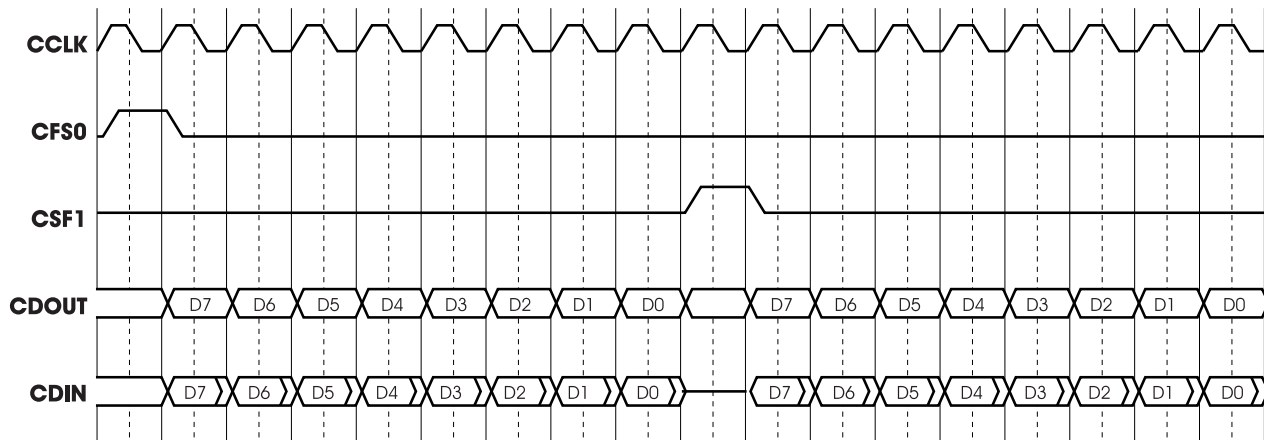 CCLK
CFS0
CSF1
CDOUT D7 D6 D5 D4 D3 D2 D1 D0 D7 D6 D5 D4 D3 D2 D1 D0
CDIN D7 D6 D5 D4 D3 D2 D1 D0 D7 D6 D5 D4 D3 D2 D1 D0